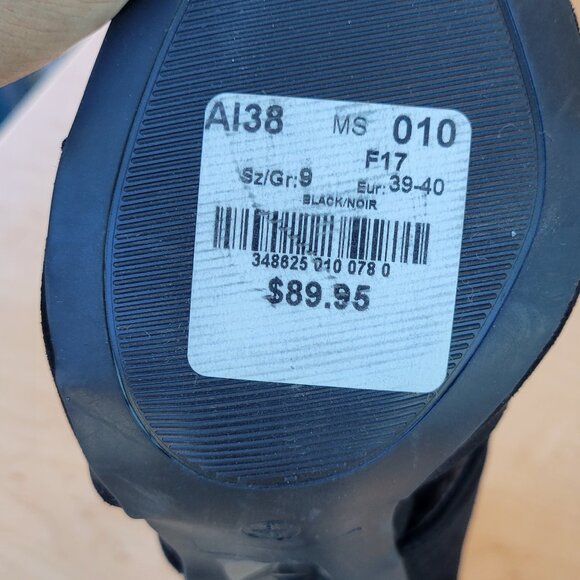 AI38 MS 010
F17
Sz/Gr: 9 Eur: 39-40
BLACK/NOIR
348625 010 078 0
$89.95